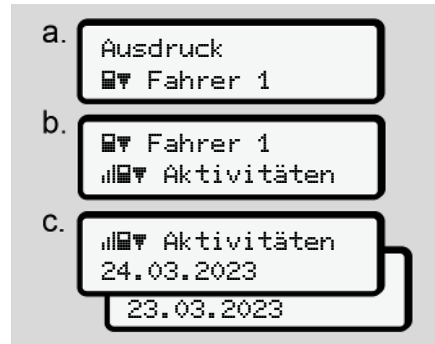 a.
Ausdruck
Fahrer 1
b.
Fahrer 1
Aktivitäten
c.
Aktivitäten
24.03.2023
23.03.2023